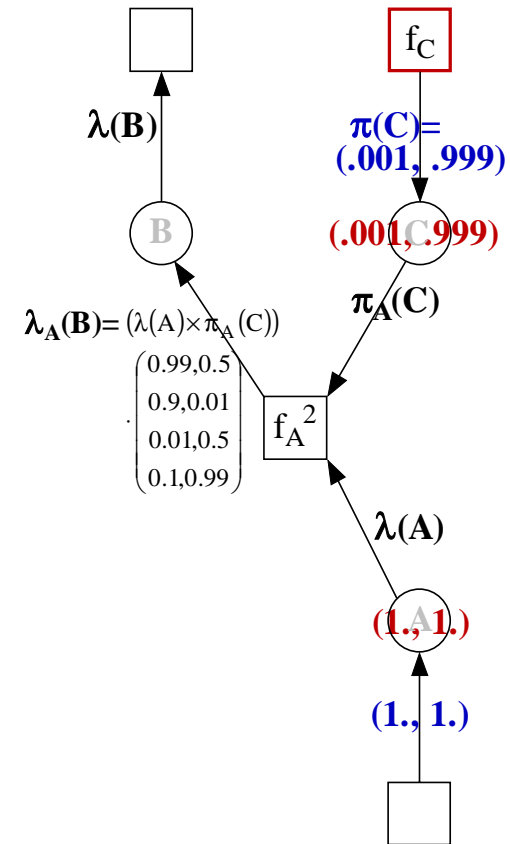 f_C
λ(B)
π(C)=
(.001, .999)
B
C
(.001, .999)
π_A(C)
λ_A(B)= (λ(A)×π_A(C))
· (0.99,0.5
0.9,0.01
0.01,0.5
0.1,0.99)
f_A^2
λ(A)
A
(1., 1.)
(1., 1.)